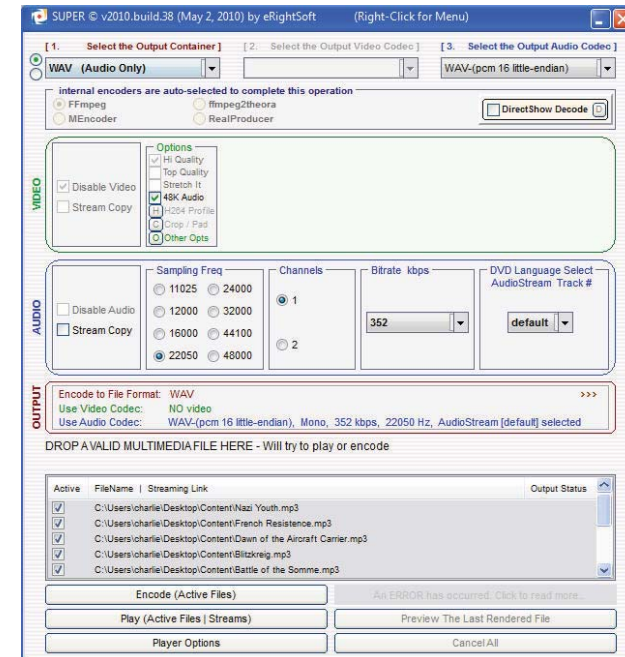 SUPER © v2010.build.38 (May 2, 2010) by eRightSoft (Right-Click for Menu)
[ 1. Select the Output Container ] [ 2. Select the Output Video Codec ] [ 3. Select the Output Audio Codec ]
WAV (Audio Only) WAV-(pcm 16 little-endian)
internal encoders are auto-selected to complete this operation
FFmpeg ffmpeg2theora
MEncoder RealProducer
DirectShow Decode D
VIDEO
Disable Video
Stream Copy
Options
Hi Quality
Top Quality
Stretch It
48K Audio
H H264 Profile
C Crop / Pad
O Other Opts
AUDIO
Disable Audio
Stream Copy
Sampling Freq
11025 24000
12000 32000
16000 44100
22050 48000
Channels
1
2
Bitrate kbps
352
DVD Language Select
AudioStream Track #
default
OUTPUT
Encode to File Format: WAV >>>
Use Video Codec: NO video
Use Audio Codec: WAV-(pcm 16 little-endian), Mono, 352 kbps, 22050 Hz, AudioStream [default] selected
DROP A VALID MULTIMEDIA FILE HERE - Will try to play or encode
Active FileName | Streaming Link Output Status
C:\Users\charlie\Desktop\Content\Nazi Youth.mp3
C:\Users\charlie\Desktop\Content\French Resistence.mp3
C:\Users\charlie\Desktop\Content\Dawn of the Aircraft Carrier.mp3
C:\Users\charlie\Desktop\Content\Blitzkreig.mp3
C:\Users\charlie\Desktop\Content\Battle of the Somme.mp3
Encode (Active Files) An ERROR has occurred. Click to read more..
Play (Active Files | Streams) Preview The Last Rendered File
Player Options Cancel All